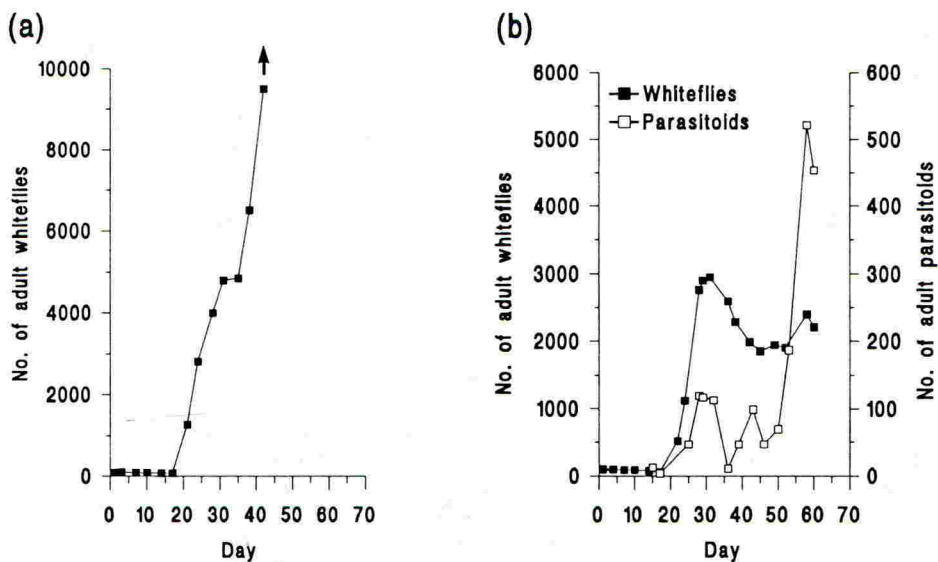 (a)
No. of adult whiteflies
10000
8000
6000
4000
2000
0
0 10 20 30 40 50 60 70
Day
(b)
No. of adult whiteflies
6000
5000
4000
3000
2000
1000
0
Whiteflies
Parasitoids
600
500
400
300
200
100
0
No. of adult parasitoids
0 10 20 30 40 50 60 70
Day